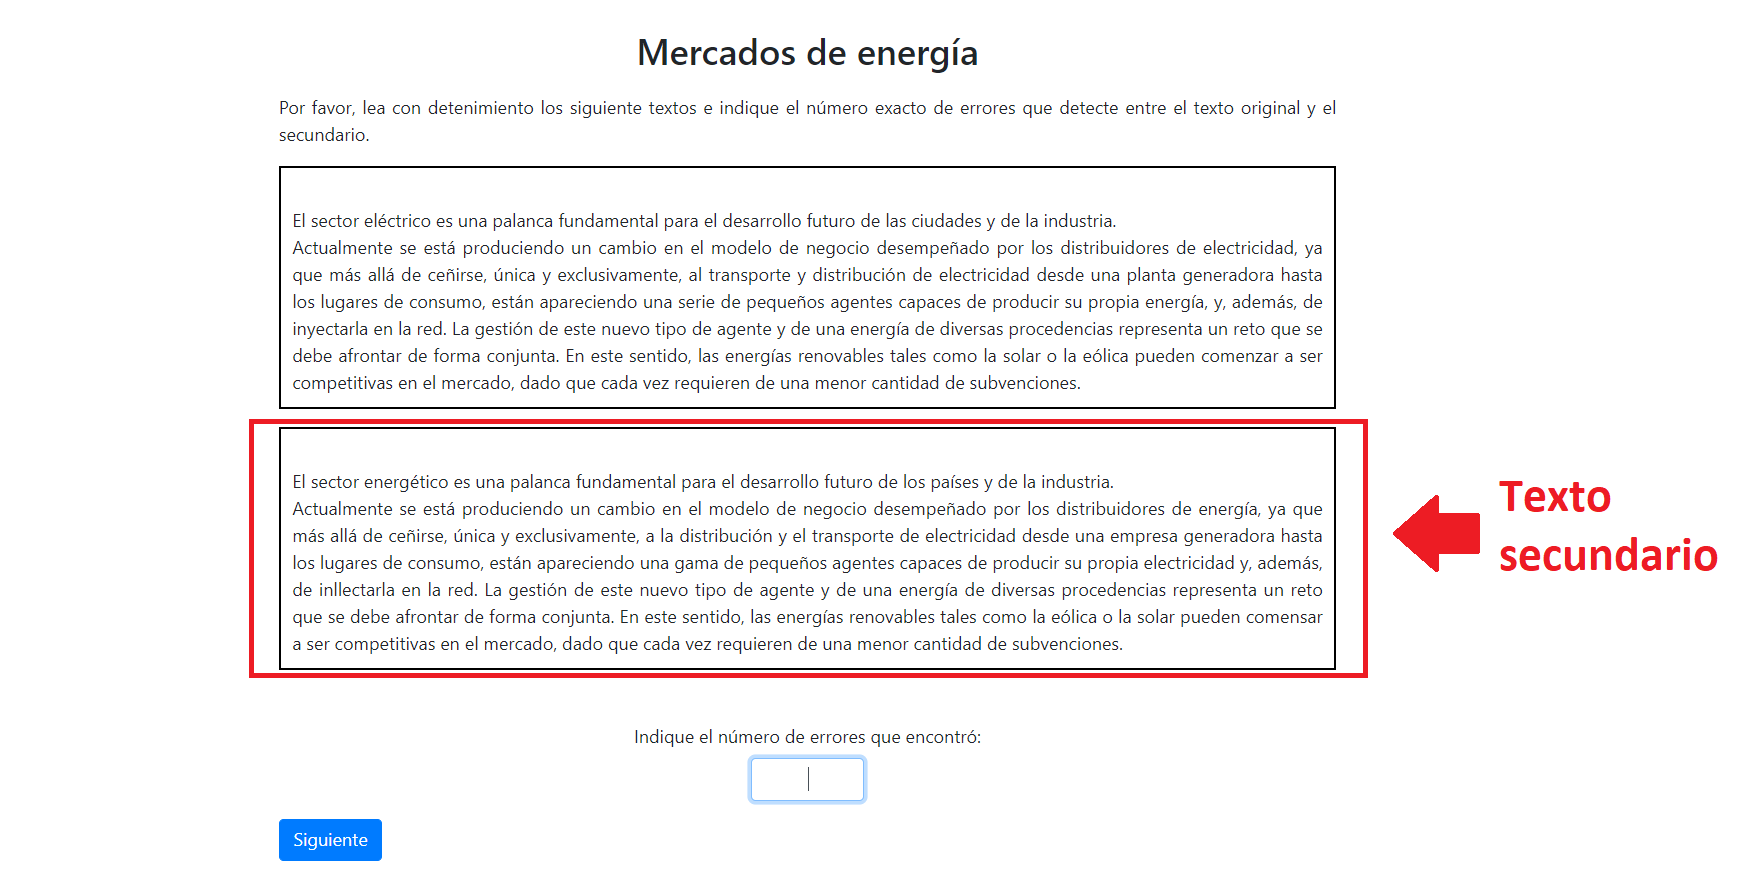 Mercados de energía
Por favor, lea con detenimiento los siguiente textos e indique el número exacto de errores que detecte entre el texto original y el
secundario.
El sector eléctrico es una palanca fundamental para el desarrollo futuro de las ciudades y de la industria.
Actualmente se está produciendo un cambio en el modelo de negocio desempeñado por los distribuidores de electricidad, ya
que más allá de ceñirse, única y exclusivamente, al transporte y distribución de electricidad desde una planta generadora hasta
los lugares de consumo, están apareciendo una serie de pequeños agentes capaces de producir su propia energía, y, además, de
inyectarla en la red. La gestión de este nuevo tipo de agente y de una energía de diversas procedencias representa un reto que se
debe afrontar de forma conjunta. En este sentido, las energías renovables tales como la solar o la eólica pueden comenzar a ser
competitivas en el mercado, dado que cada vez requieren de una menor cantidad de subvenciones.
El sector energético es una palanca fundamental para el desarrollo futuro de los países y de la industria.
Actualmente se está produciendo un cambio en el modelo de negocio desempeñado por los distribuidores de energía, ya que
más allá de ceñirse, única y exclusivamente, a la distribución y el transporte de electricidad desde una empresa generadora hasta
los lugares de consumo, están apareciendo una gama de pequeños agentes capaces de producir su propia electricidad y, además,
de inllectarla en la red. La gestión de este nuevo tipo de agente y de una energía de diversas procedencias representa un reto
que se debe afrontar de forma conjunta. En este sentido, las energías renovables tales como la eólica o la solar pueden comensar
a ser competitivas en el mercado, dado que cada vez requieren de una menor cantidad de subvenciones.
Texto
secundario
Indique el número de errores que encontró:
Siguiente